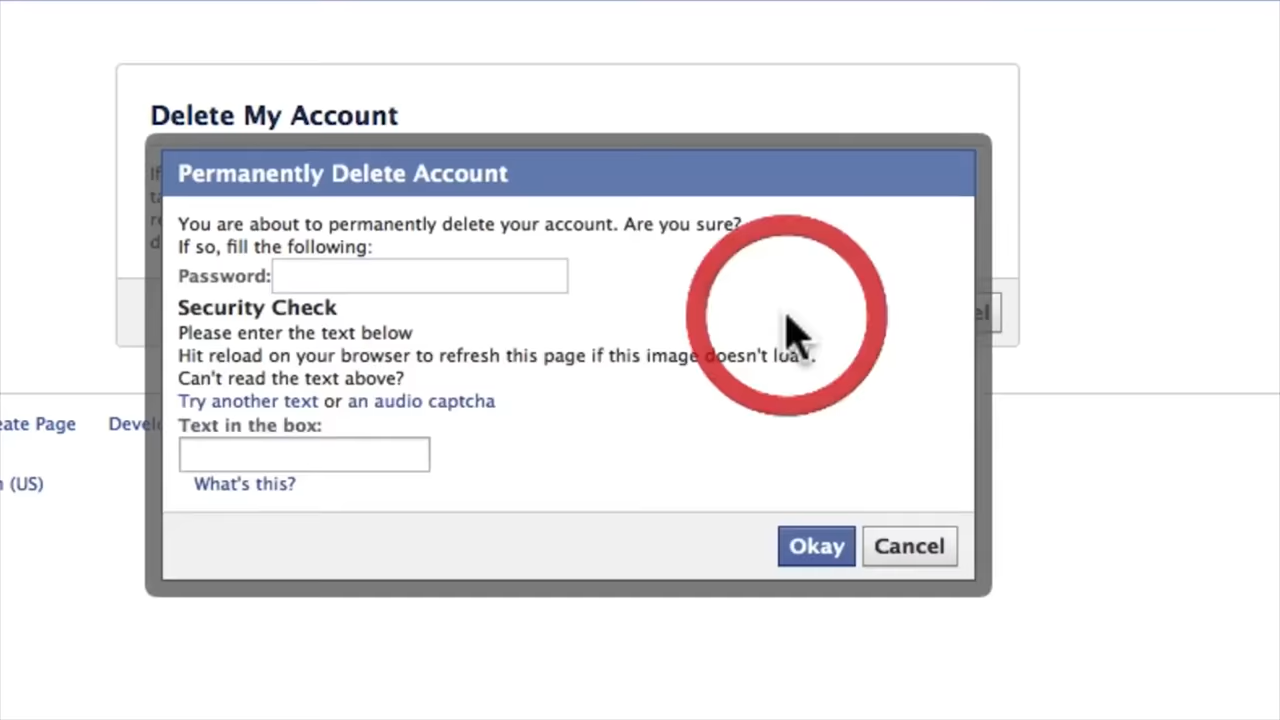 Delete My Account
Permanently Delete Account
You are about to permanently delete your account. Are you sure?
If so, fill the following:
Password:
Security Check
Please enter the text below
Hit reload on your browser to refresh this page if this image doesn't load.
Can't read the text above?
Try another text or an audio captcha
Text in the box:
What's this?
Okay Cancel
eate Page
(US)